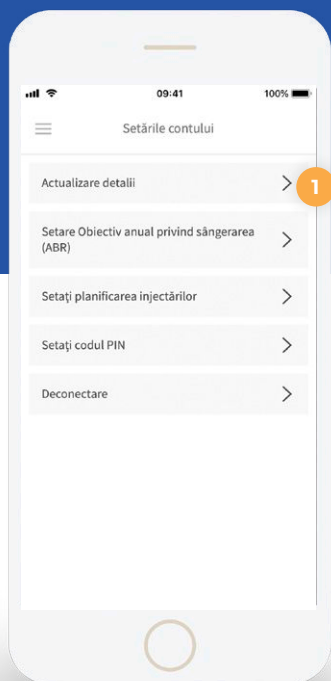 09:41
100%
Setările contului
Actualizare detalii
1
Setare Obiectiv anual privind sângerarea
(ABR)
Setați planificarea injectărilor
Setați codul PIN
Deconectare